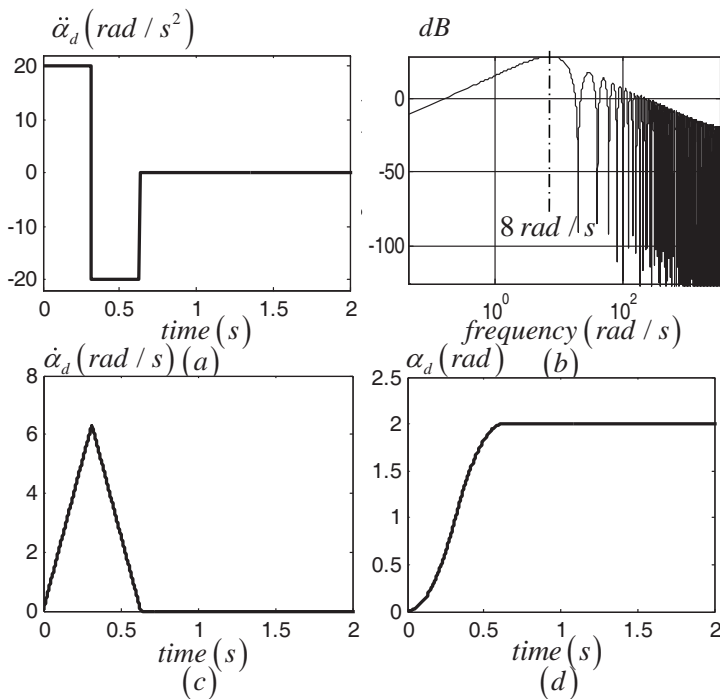 α̈_d (rad / s²)
20
10
0
-10
-20
0 0.5 1 1.5 2
time (s)
(a)
dB
0
-50
-100
8 rad / s
10⁰ 10²
frequency (rad / s)
(b)
α̇_d (rad / s)
8
6
4
2
0
0 0.5 1 1.5 2
time (s)
(c)
α_d (rad)
2.5
2
1.5
1
0.5
0
0 0.5 1 1.5 2
time (s)
(d)